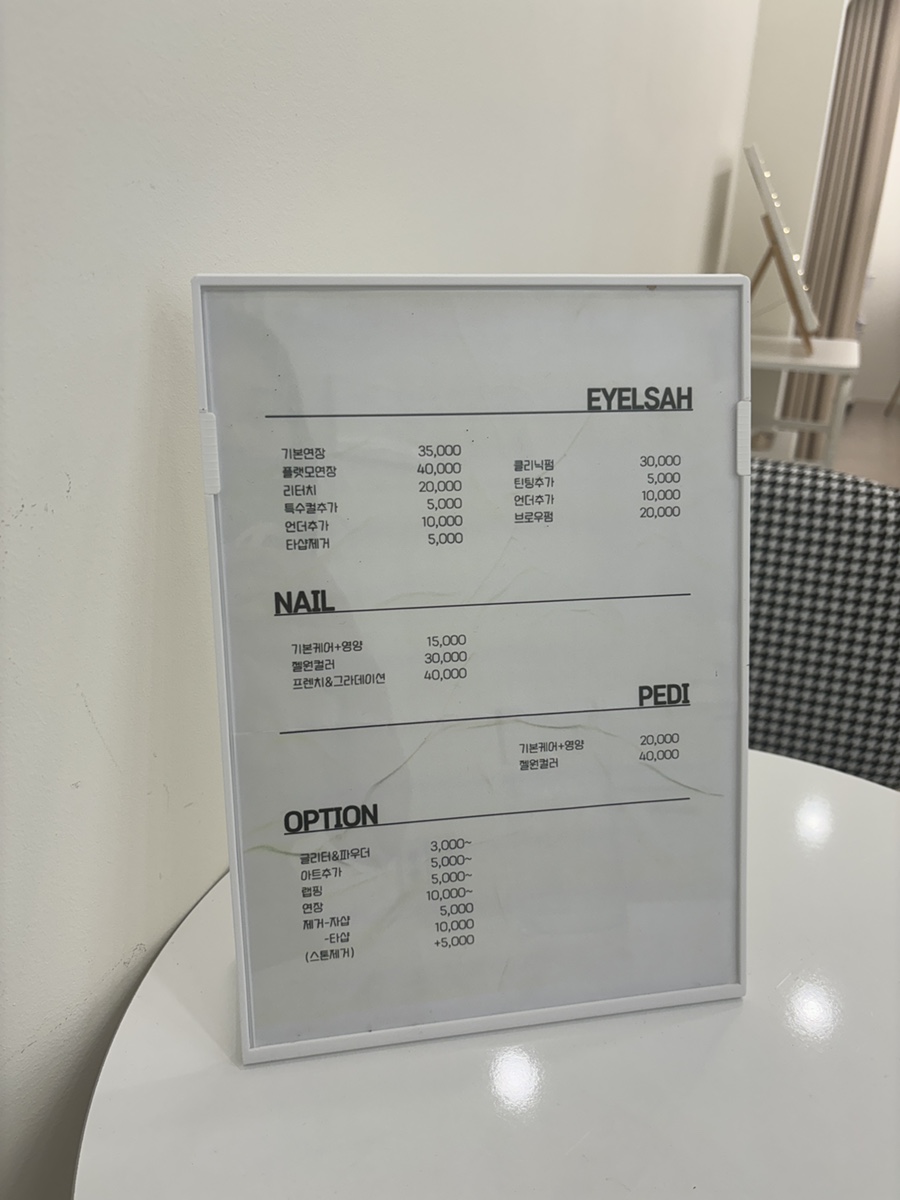 EYELSAH
기본연장 35,000
플랫모연장 40,000
리터치 20,000
특수컬추가 5,000
언더추가 10,000
타샵제거 5,000
클리닉펌 30,000
틴팅추가 5,000
언더추가 10,000
브로우펌 20,000
NAIL
기본케어+영양 15,000
젤원컬러 30,000
프렌치&그라데이션 40,000
PEDI
기본케어+영양 20,000
젤원컬러 40,000
OPTION
글리터&파우더 3,000~
아트추가 5,000~
랩핑 5,000~
연장 10,000~
제거-자샵 5,000
-타샵 10,000
(스톤제거) +5,000